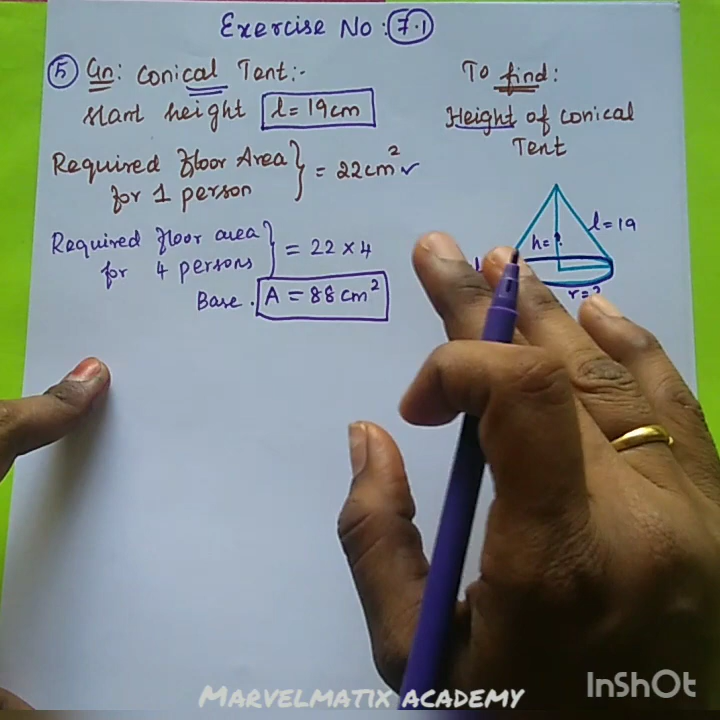 Exercise No : 7.1
5 Gn: Conical Tent:-
slant height l = 19cm
Required Floor Area
for 1 person } = 22cm² ✓
Required Floor area
for 4 persons } = 22 × 4
Base. A = 88 cm²
To find:
Height of conical
Tent
l = 19
h = ?
r = ?
MARVELMATIX ACADEMY
InShOt